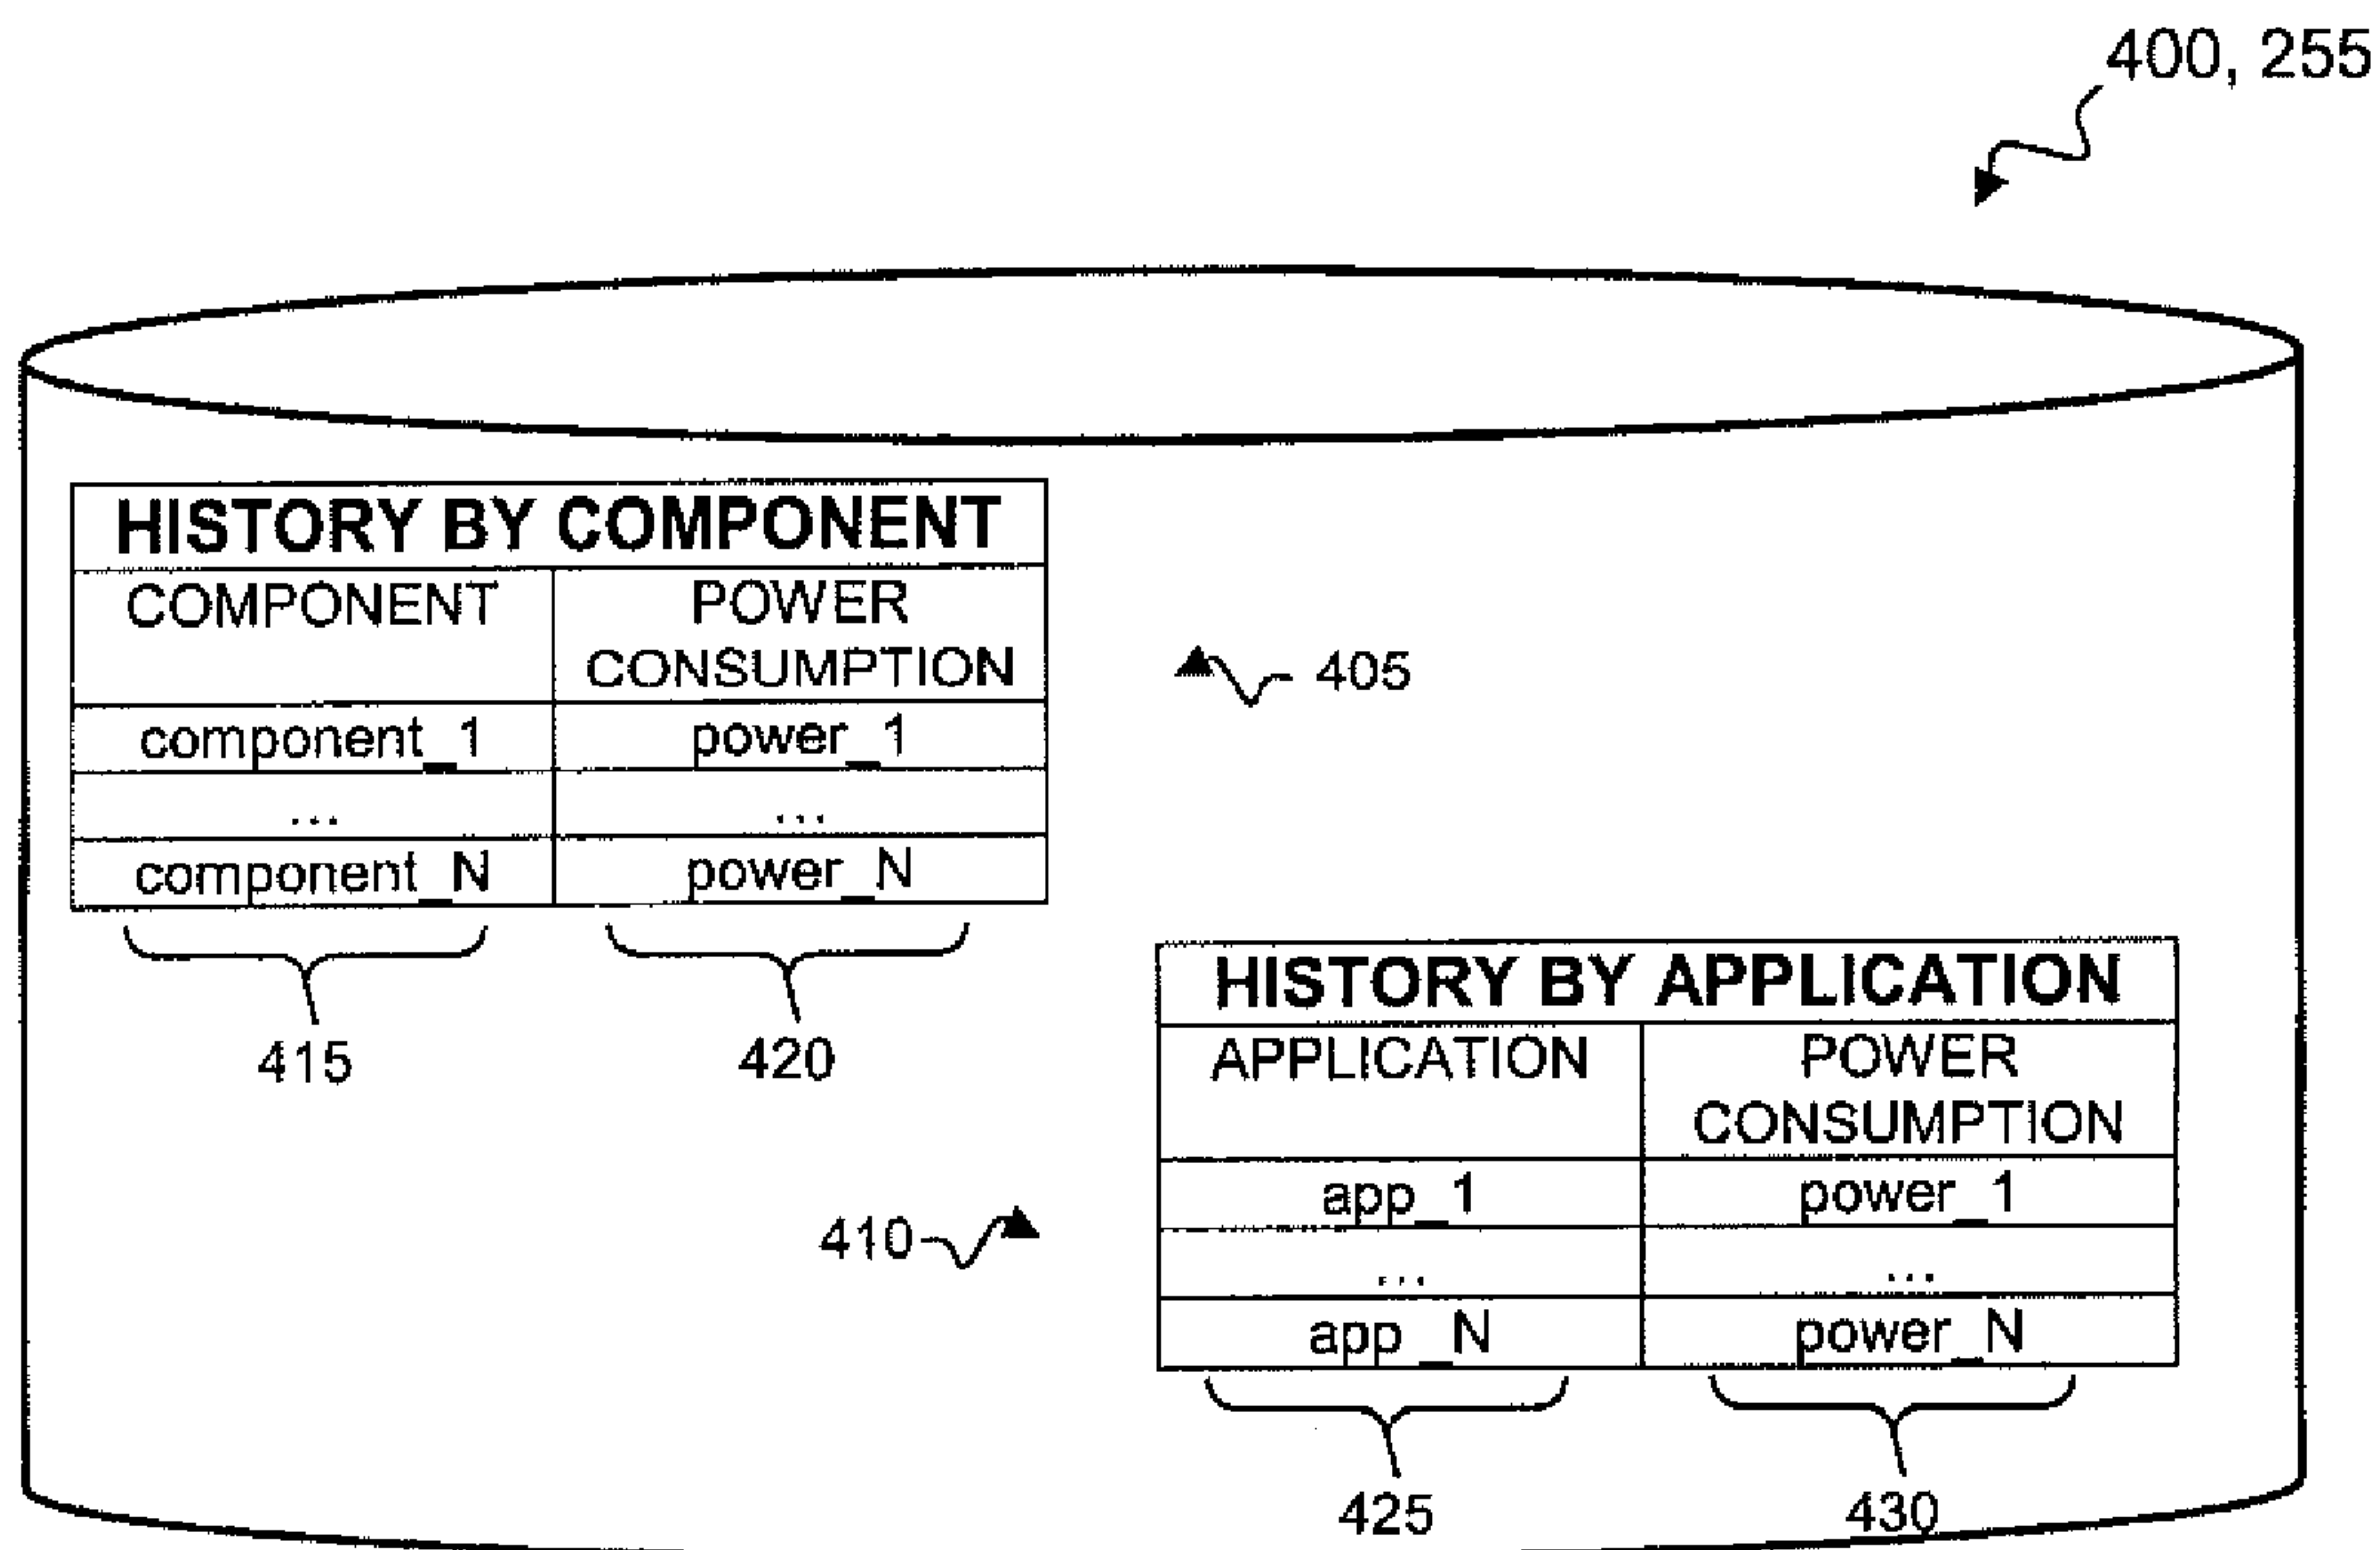 400, 255
HISTORY BY COMPONENT
COMPONENT POWER
CONSUMPTION
component_1 power_1
... ...
component_N power_N
405
415 420
HISTORY BY APPLICATION
APPLICATION POWER
CONSUMPTION
app_1 power_1
... ...
app_N power_N
410
425 430